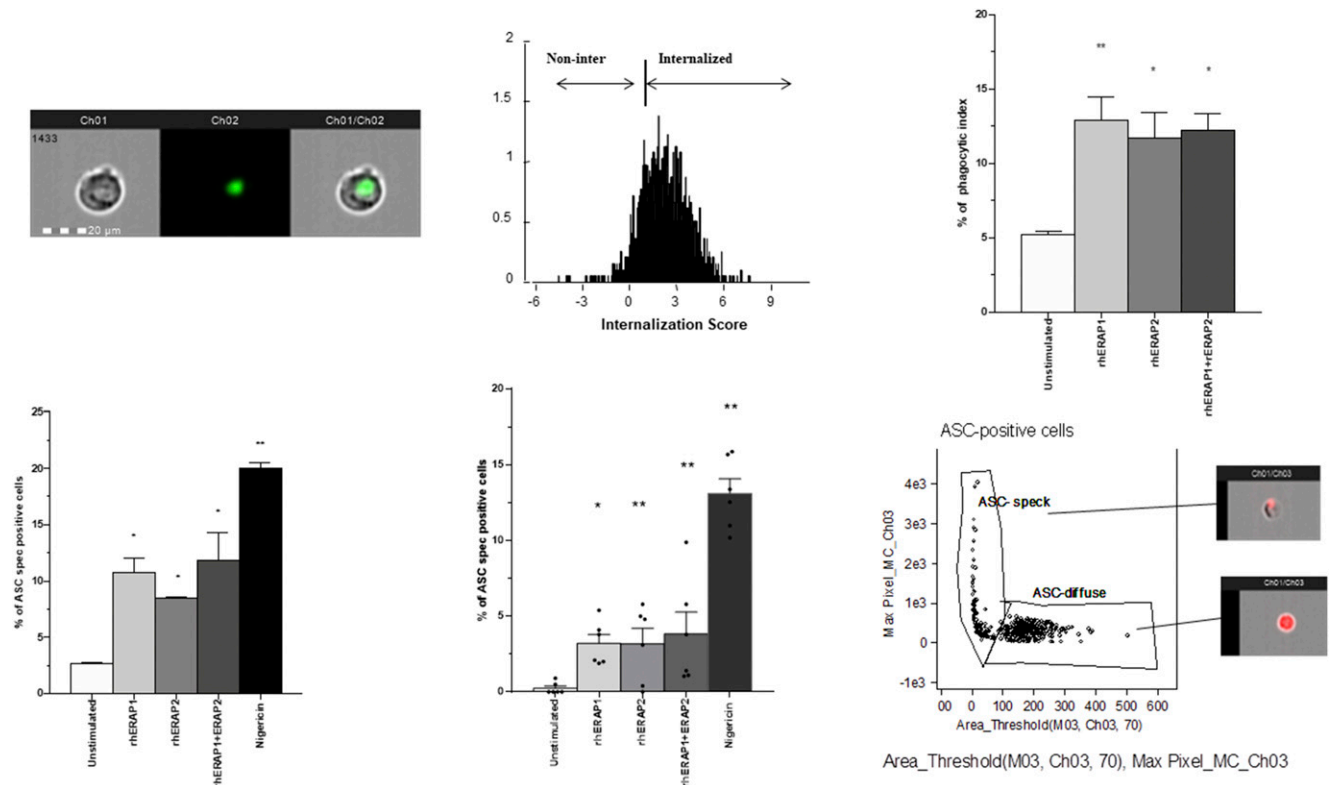 Ch01
Ch02
Ch01/Ch02
1433
20 µm
2
1.5
1
0.5
0
Non-inter
Internalized
-6
-3
0
3
6
9
Internalization Score
20
15
10
5
0
% of phagocytic index
**
*
*
Unstimulated
rhERAP1
rhERAP2
rhERAP1+rERAP2
25
20
15
10
5
0
% of ASC spec positive cells
*
*
*
**
Unstimulated
rhERAP1
rhERAP2
rhERAP1+ERAP2
Nigericin
20
15
10
5
0
% of ASC spec positive cells
*
**
**
**
Unstimulated
rhERAP1
rhERAP2
rhERAP1+ERAP2
Nigericin
ASC-positive cells
4e3
3e3
2e3
1e3
0
-1e3
Max Pixel_MC_Ch03
ASC- speck
ASC-diffuse
00
0
100
200
300
400
500
600
Area_Threshold(M03, Ch03, 70)
Ch01/Ch03
Ch01/Ch03
Area_Threshold(M03, Ch03, 70), Max Pixel_MC_Ch03